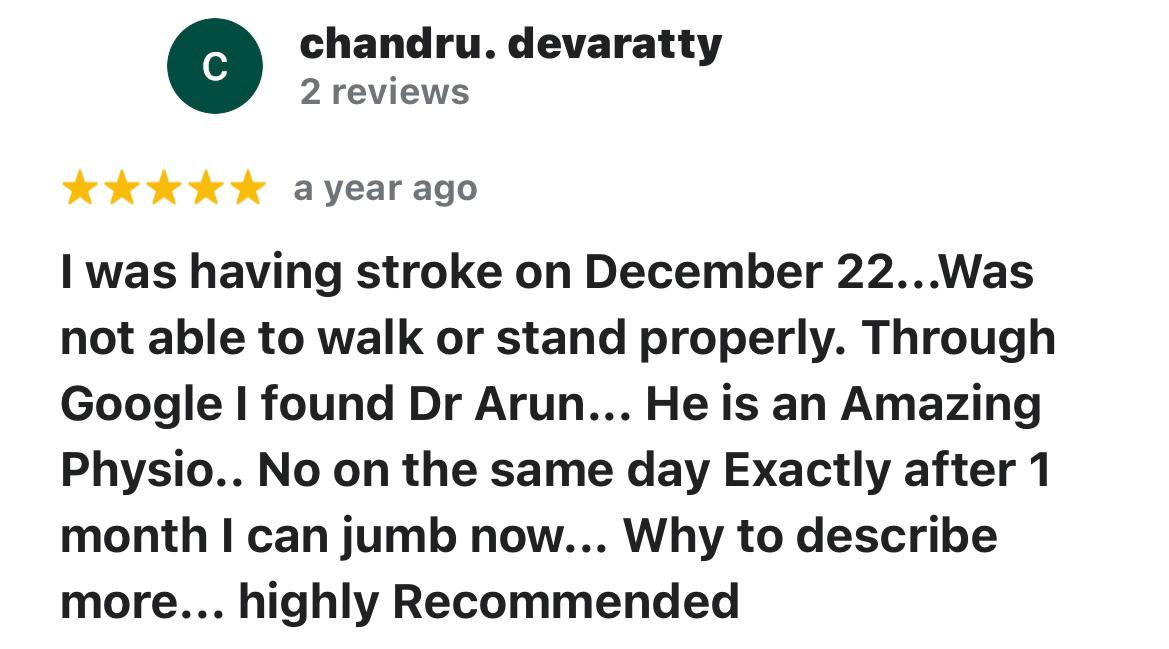 C
chandru. devaratty
2 reviews
a year ago
I was having stroke on December 22...Was
not able to walk or stand properly. Through
Google I found Dr Arun... He is an Amazing
Physio.. No on the same day Exactly after 1
month I can jumb now... Why to describe
more... highly Recommended